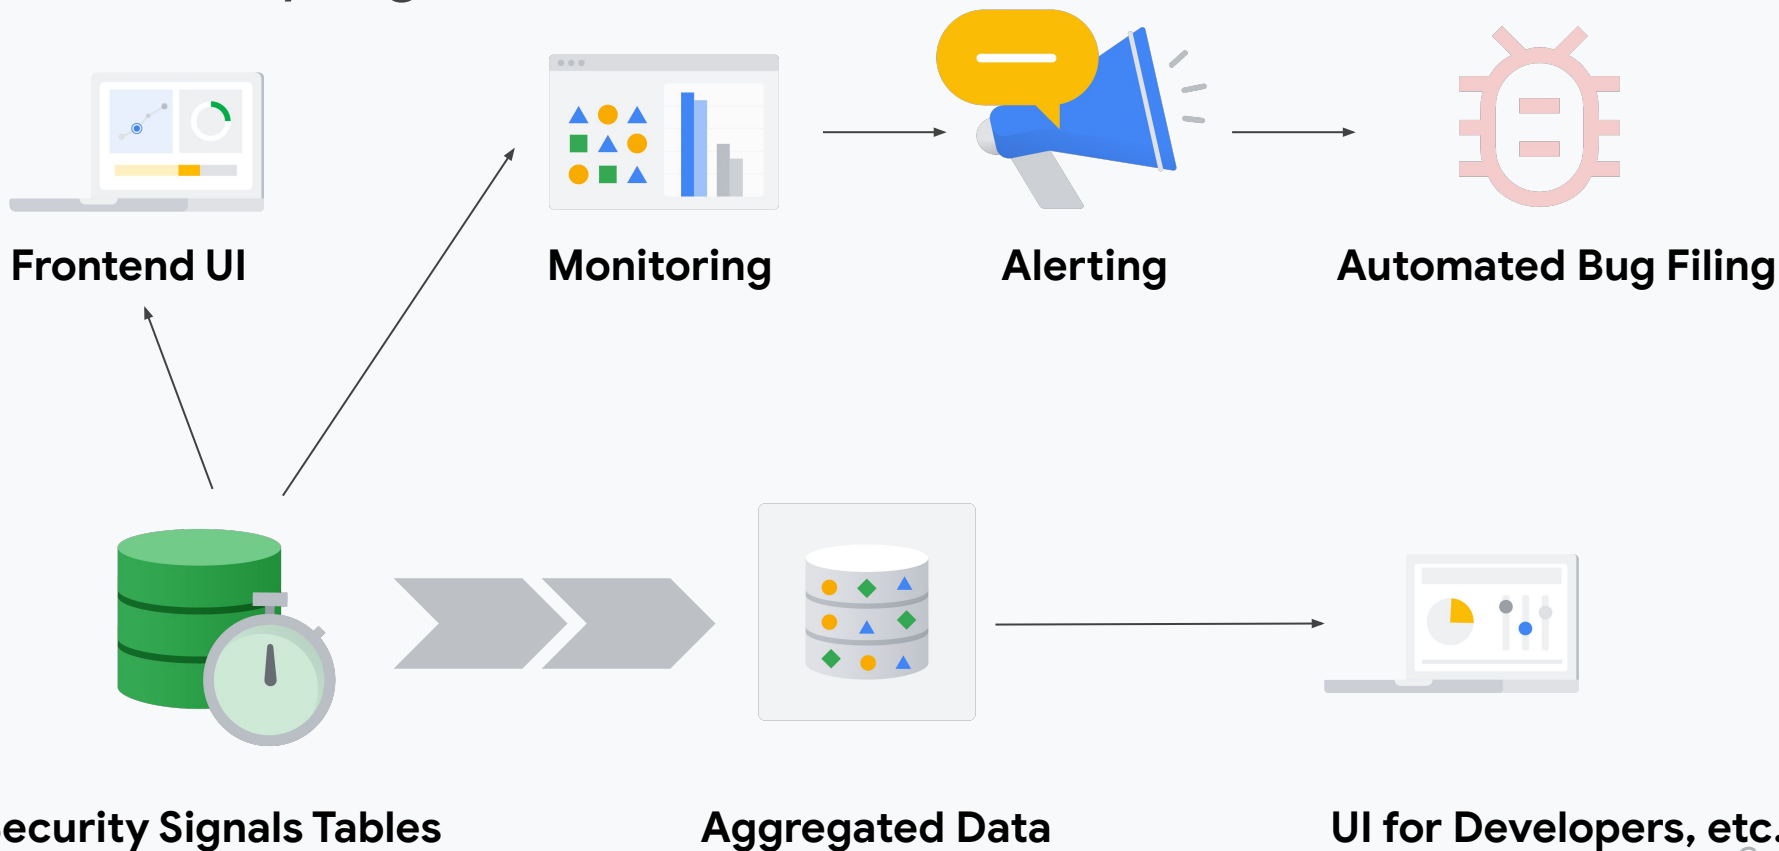 Frontend UI
Monitoring
Alerting
Automated Bug Filing
ecurity Signals Tables
Aggregated Data
UI for Developers, etc.